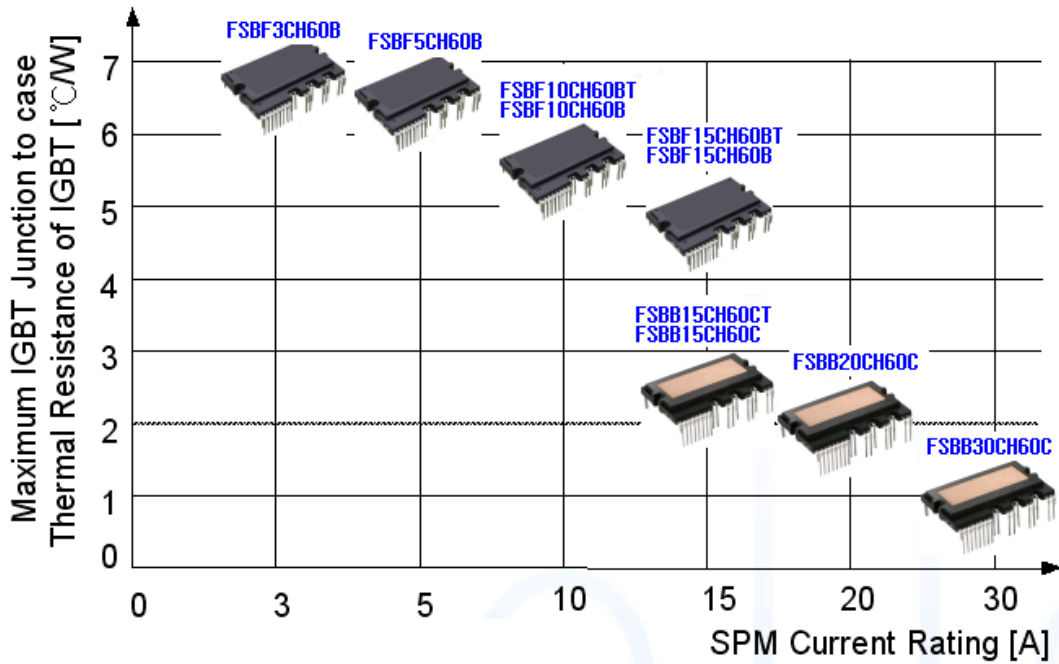 FSBF3CH60B
FSBF5CH60B
FSBF10CH60BT
FSBF10CH60B
FSBF15CH60BT
FSBF15CH60B
FSBB15CH60CT
FSBB15CH60C
FSBB20CH60C
FSBB30CH60C
Maximum IGBT Junction to case
Thermal Resistance of IGBT [℃/W]
7
6
5
4
3
2
1
0
0 3 5 10 15 20 30
SPM Current Rating [A]